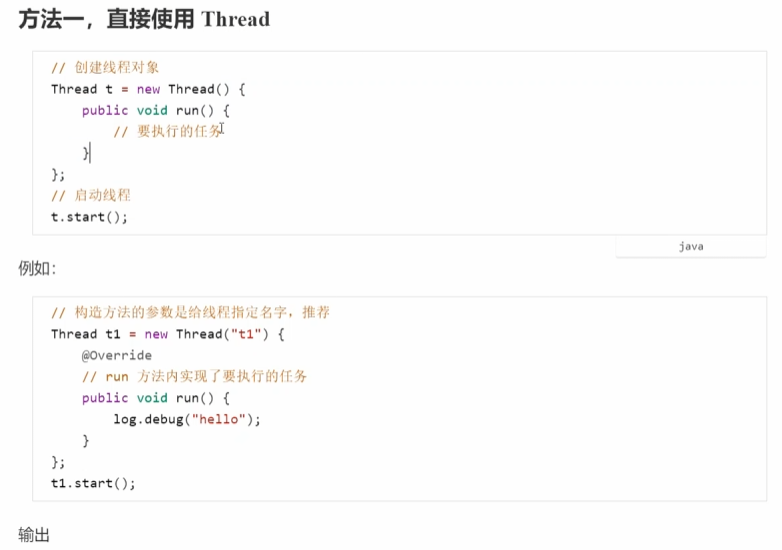 方法一，直接使用 Thread
// 创建线程对象
Thread t = new Thread() {
    public void run() {
        // 要执行的任务
    }
};
// 启动线程
t.start();
java
例如：
// 构造方法的参数是给线程指定名字，推荐
Thread t1 = new Thread("t1") {
    @Override
    // run 方法内实现了要执行的任务
    public void run() {
        log.debug("hello");
    }
};
t1.start();
输出